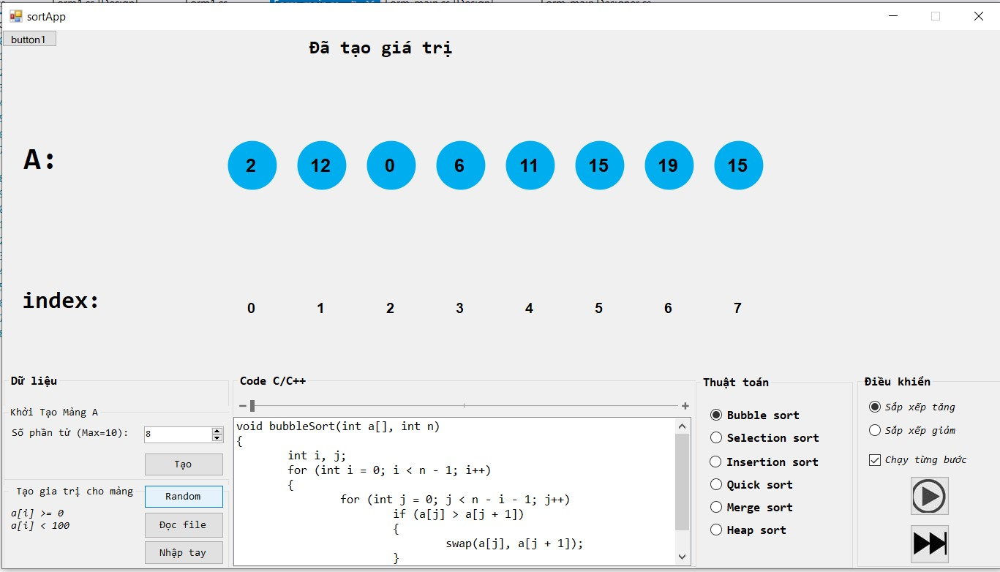 sortApp
button1
Đã tạo giá trị
A:
2 12 0 6 11 15 19 15
index:
0 1 2 3 4 5 6 7
Dữ liệu
Khởi Tạo Mảng A
Số phần tử (Max=10):
8
Tạo
Tạo gia trị cho mảng
Random
a[i] >= 0
a[i] < 100
Đọc file
Nhập tay
Code C/C++
void bubbleSort(int a[], int n)
{
int i, j;
for (int i = 0; i < n - 1; i++)
{
for (int j = 0; j < n - i - 1; j++)
if (a[j] > a[j + 1])
{
swap(a[j], a[j + 1]);
}
Thuật toán
Bubble sort
Selection sort
Insertion sort
Quick sort
Merge sort
Heap sort
Điều khiển
Sắp xếp tăng
Sắp xếp giảm
Chạy từng bước